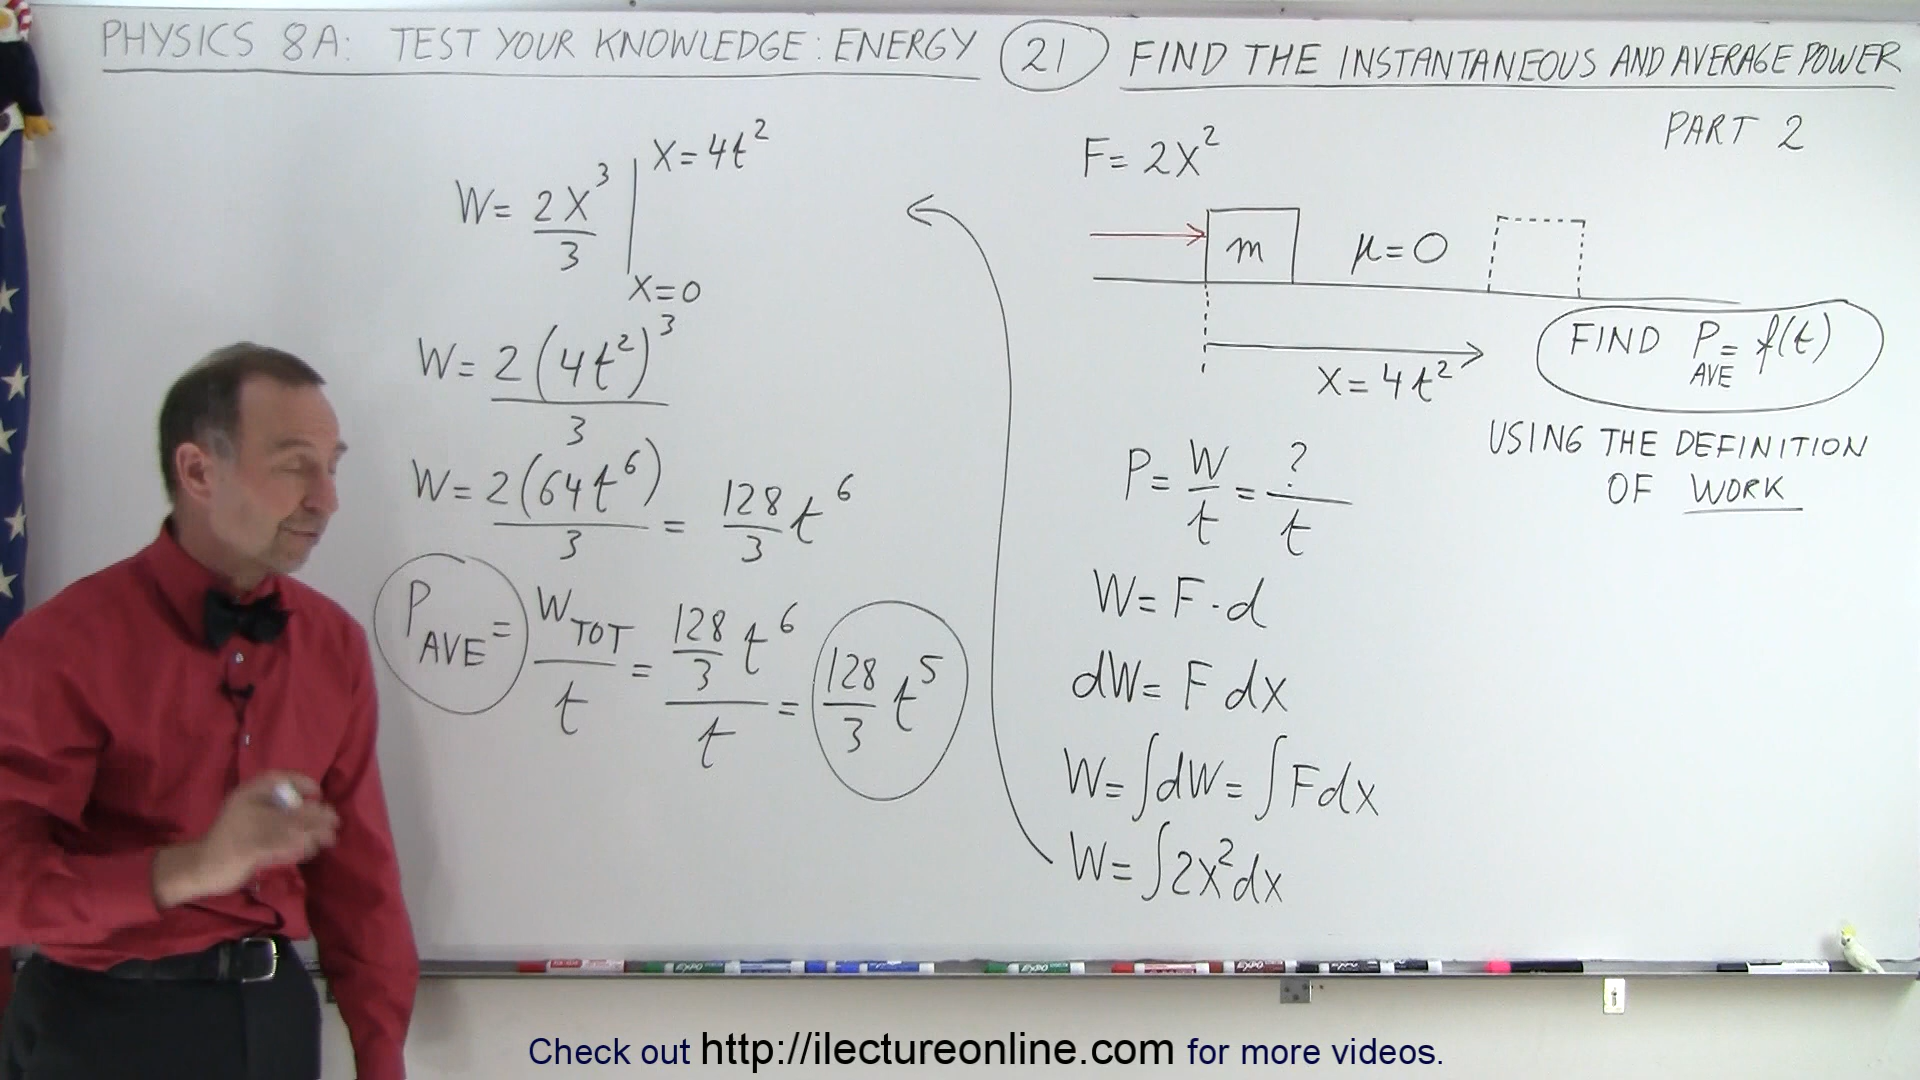 PHYSICS 8A: TEST YOUR KNOWLEDGE: ENERGY 21 FIND THE INSTANTANEOUS AND AVERAGE POWER
PART 2
W = 2x³/3 | x=4t² x=0
W = 2(4t²)³/3
W = 2(64t⁶)/3 = 128/3 t⁶
P AVE = W TOT/t = 128/3 t⁶/t = 128/3 t⁵
F = 2x²
m μ=0
x = 4t²
FIND P AVE = f(t)
USING THE DEFINITION
OF WORK
P = W/t = ?/t
W = F · d
dW = F dx
W = ∫dW = ∫F dx
W = ∫2x²dx
Check out http://ilectureonline.com for more videos.